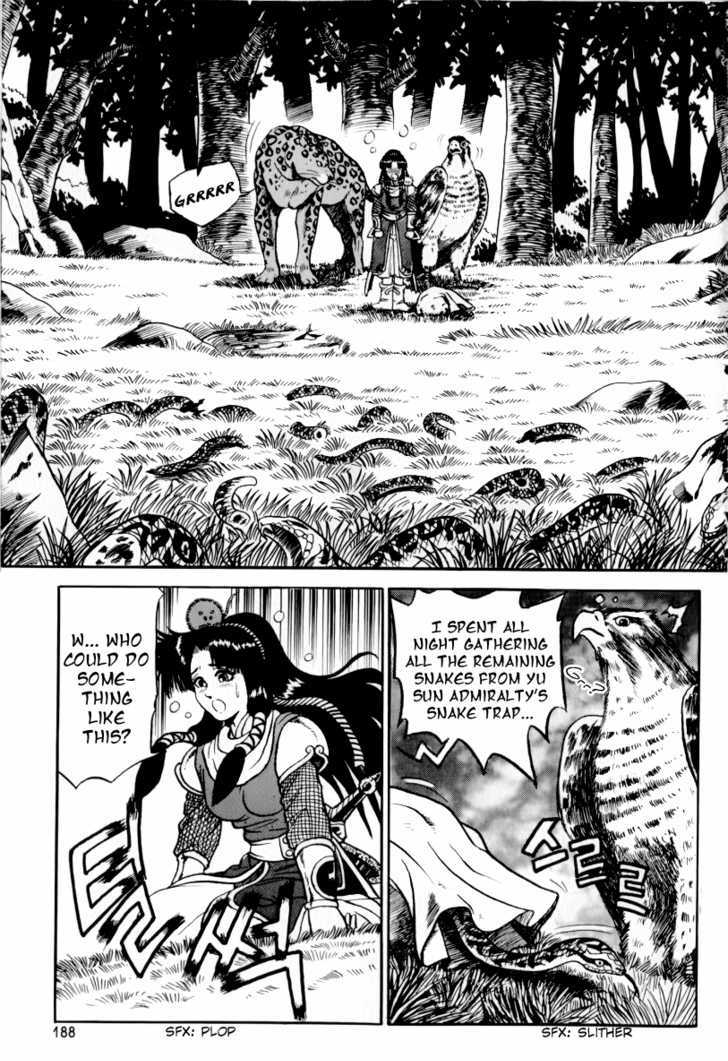 GRRRRR
W... WHO
COULD DO
SOME-
THING
LIKE
THIS?
털썩
I SPENT ALL
NIGHT GATHERING
ALL THE REMAINING
SNAKES FROM YU
SUN ADMIRALTY'S
SNAKE TRAP...
Grr?
스르르
188
SFX: PLOP
SFX: SLITHER